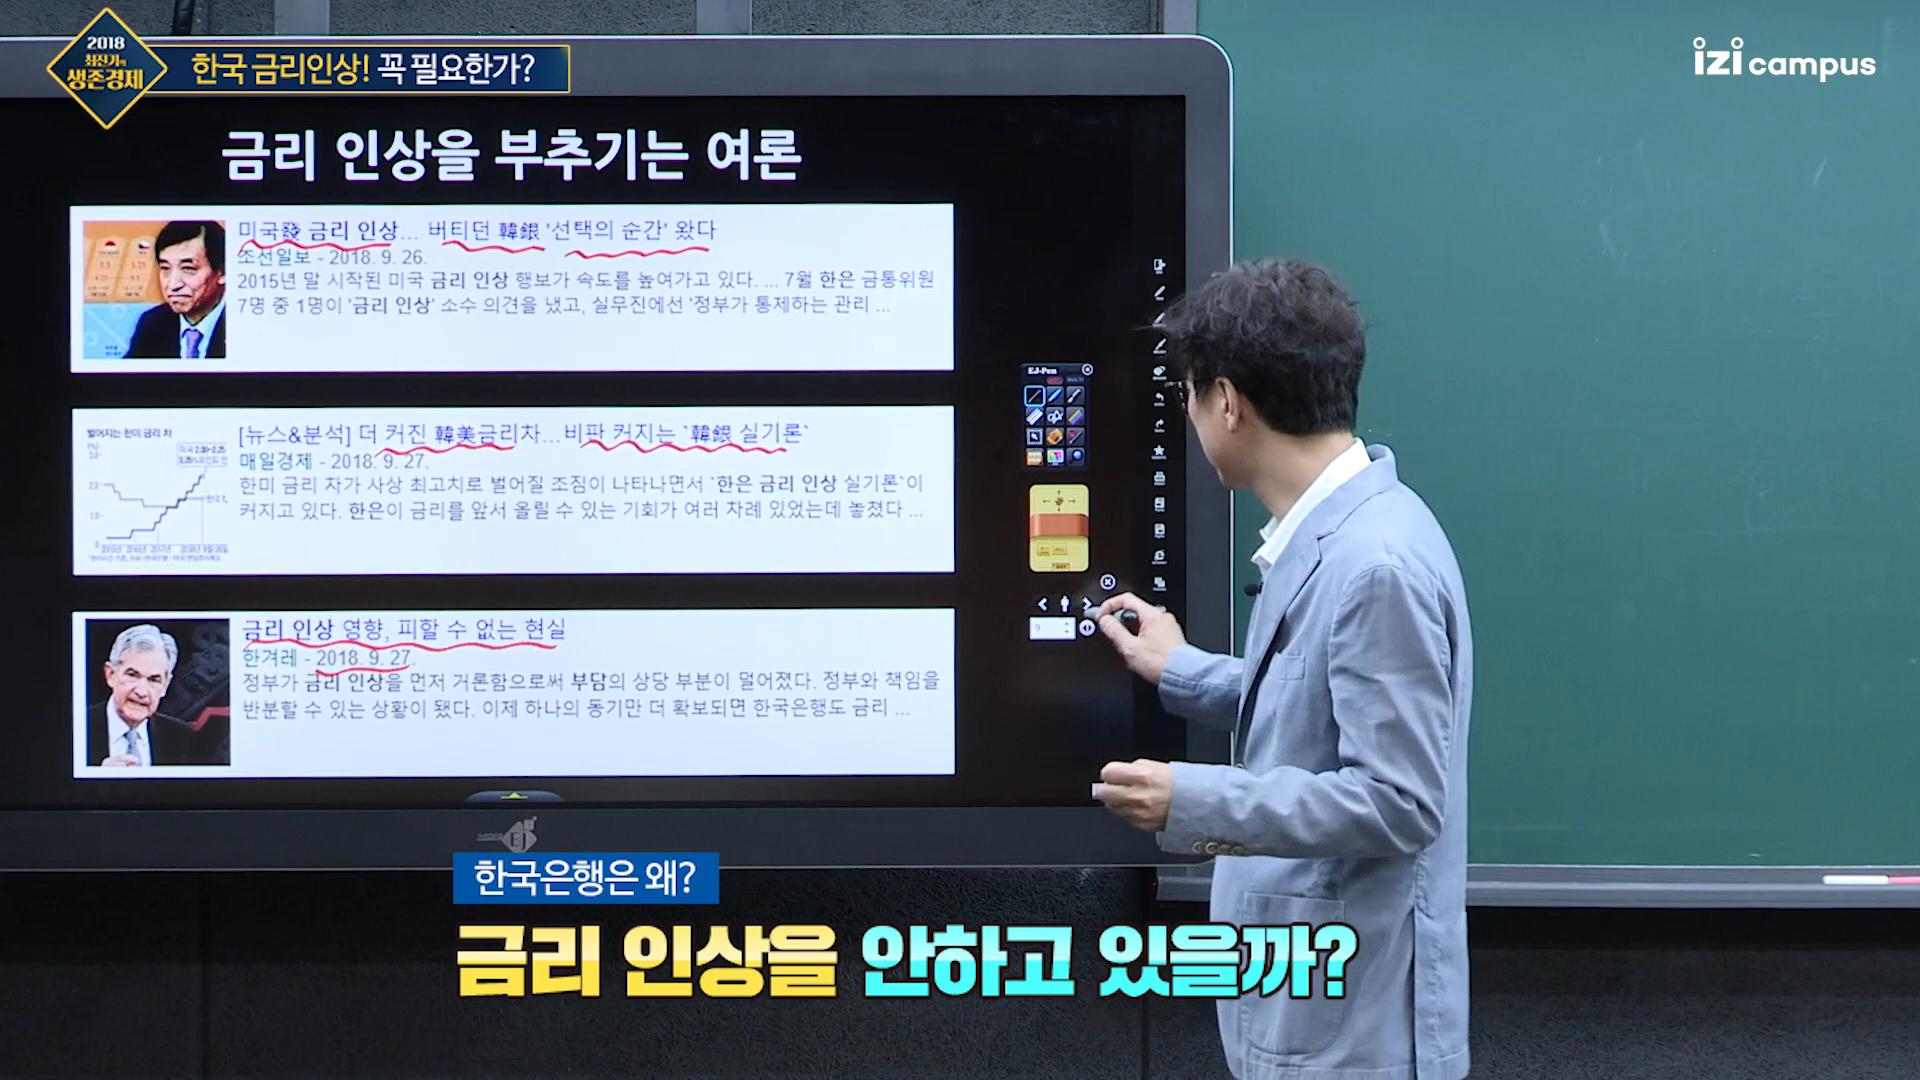 2018
최진기의
생존경제
한국 금리인상! 꼭 필요한가?
izi campus
금리 인상을 부추기는 여론
미국發 금리 인상... 버티던 韓銀 '선택의 순간' 왔다
조선일보 - 2018. 9. 26.
2015년 말 시작된 미국 금리 인상 행보가 속도를 높여가고 있다. ... 7월 한은 금통위원
7명 중 1명이 '금리 인상' 소수 의견을 냈고, 실무진에선 '정부가 통제하는 관리 ...
벌어지는 한미 금리 차
[뉴스&분석] 더 커진 韓美금리차...비판 커지는 `韓銀 실기론`
매일경제 - 2018. 9. 27.
한미 금리 차가 사상 최고치로 벌어질 조짐이 나타나면서 `한은 금리 인상 실기론`이
커지고 있다. 한은이 금리를 앞서 올릴 수 있는 기회가 여러 차례 있었는데 놓쳤다 ...
금리 인상 영향, 피할 수 없는 현실
한겨레 - 2018. 9. 27.
정부가 금리 인상을 먼저 거론함으로써 부담의 상당 부분이 덜어졌다. 정부와 책임을
반분할 수 있는 상황이 됐다. 이제 하나의 동기만 더 확보되면 한국은행도 금리 ...
EJ-Pen
9
EJ
한국은행은 왜?
금리 인상을 안하고 있을까?